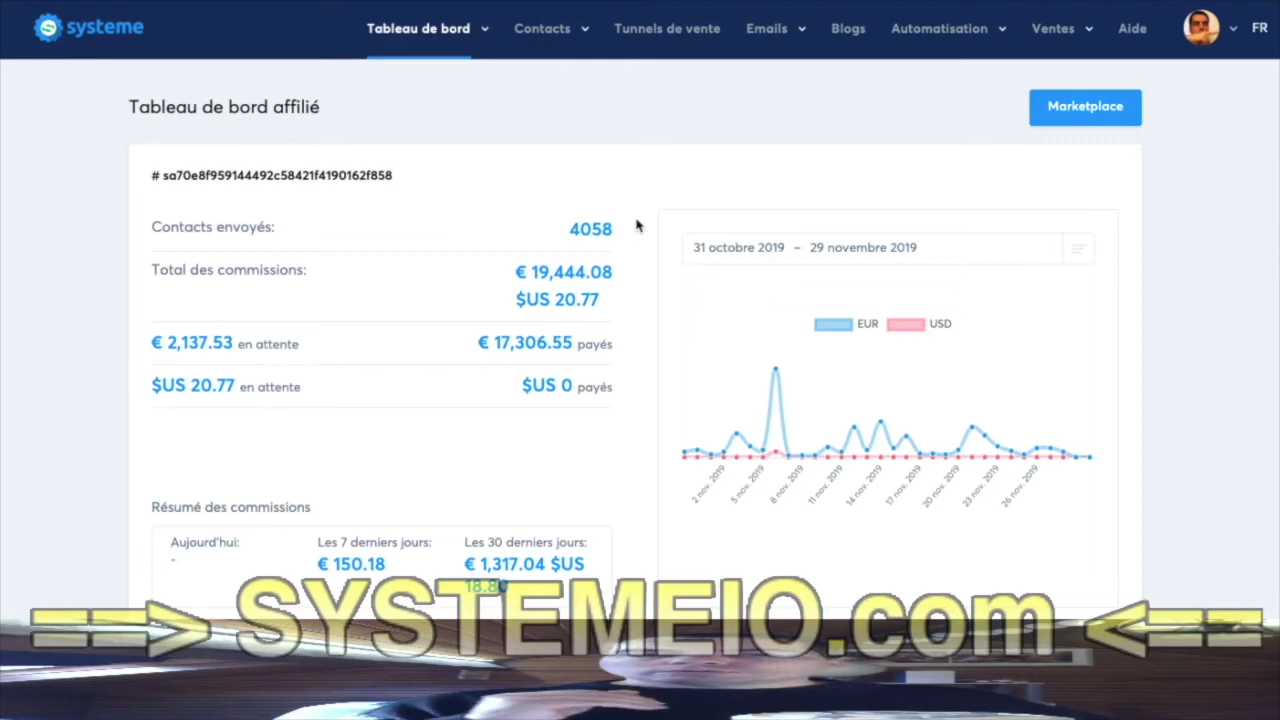 systeme
Tableau de bord
Contacts
Tunnels de vente
Emails
Blogs
Automatisation
Ventes
Aide
FR
Tableau de bord affilié
Marketplace
# sa70e8f959144492c58421f4190162f858
Contacts envoyés:
4058
Total des commissions:
€ 19,444.08
$US 20.77
€ 2,137.53 en attente
€ 17,306.55 payés
$US 20.77 en attente
$US 0 payés
31 octobre 2019 – 29 novembre 2019
EUR
USD
2 nov. 2019
5 nov. 2019
8 nov. 2019
11 nov. 2019
14 nov. 2019
17 nov. 2019
20 nov. 2019
23 nov. 2019
26 nov. 2019
Résumé des commissions
Aujourd'hui:
-
Les 7 derniers jours:
€ 150.18
Les 30 derniers jours:
€ 1,317.04 $US
==> SYSTEMEIO.com <==